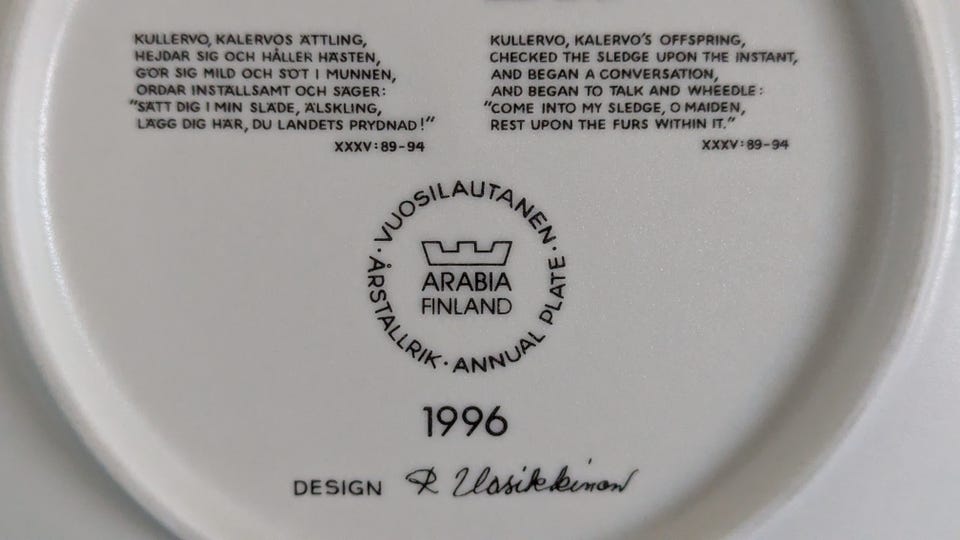 KULLERVO, KALERVOS ÄTTLING,
HEJDAR SIG OCH HÅLLER HÄSTEN,
GÖR SIG MILD OCH SÖT I MUNNEN,
ORDAR INSTÄLLSAMT OCH SÄGER:
"SÄTT DIG I MIN SLÄDE, ÄLSKLING,
LÄGG DIG HÄR, DU LANDETS PRYDNAD!"
XXXV:89-94
KULLERVO, KALERVO'S OFFSPRING,
CHECKED THE SLEDGE UPON THE INSTANT,
AND BEGAN A CONVERSATION,
AND BEGAN TO TALK AND WHEEDLE:
"COME INTO MY SLEDGE, O MAIDEN,
REST UPON THE FURS WITHIN IT."
XXXV:89-94
VUOSILAUTANEN · ANNUAL PLATE · ÅRSTALLRIK ·
ARABIA
FINLAND
1996
DESIGN R Uosikkinen